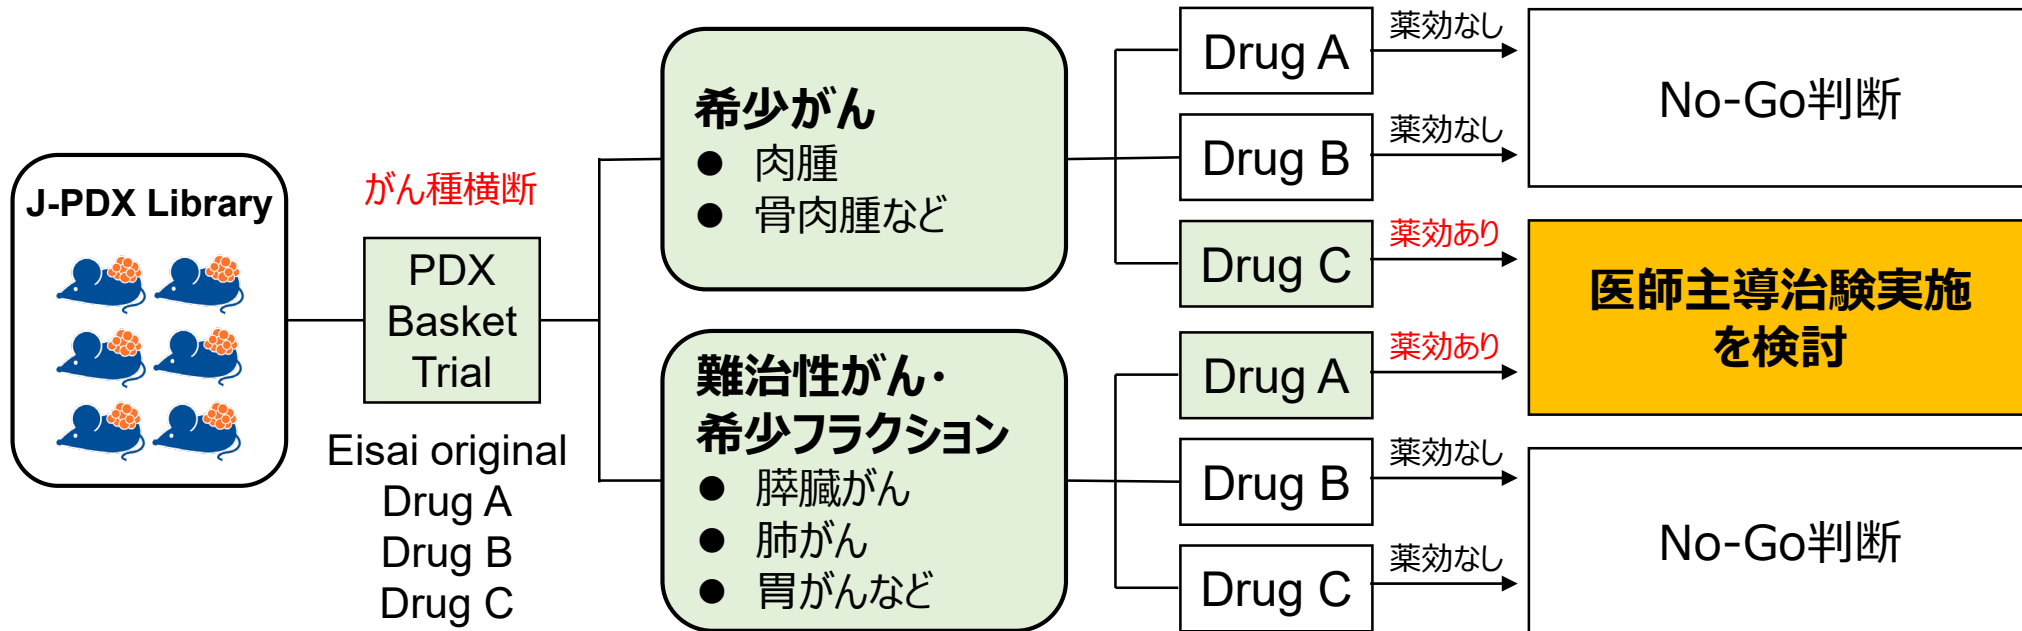 J-PDX Library
がん種横断
PDX
Basket
Trial
Eisai original
Drug A
Drug B
Drug C
希少がん
● 肉腫
● 骨肉腫など
難治性がん・
希少フラクション
● 膵臓がん
● 肺がん
● 胃がんなど
Drug A
薬効なし
Drug B
薬効なし
No-Go判断
Drug C
薬効あり
Drug A
薬効あり
医師主導治験実施
を検討
Drug B
薬効なし
Drug C
薬効なし
No-Go判断